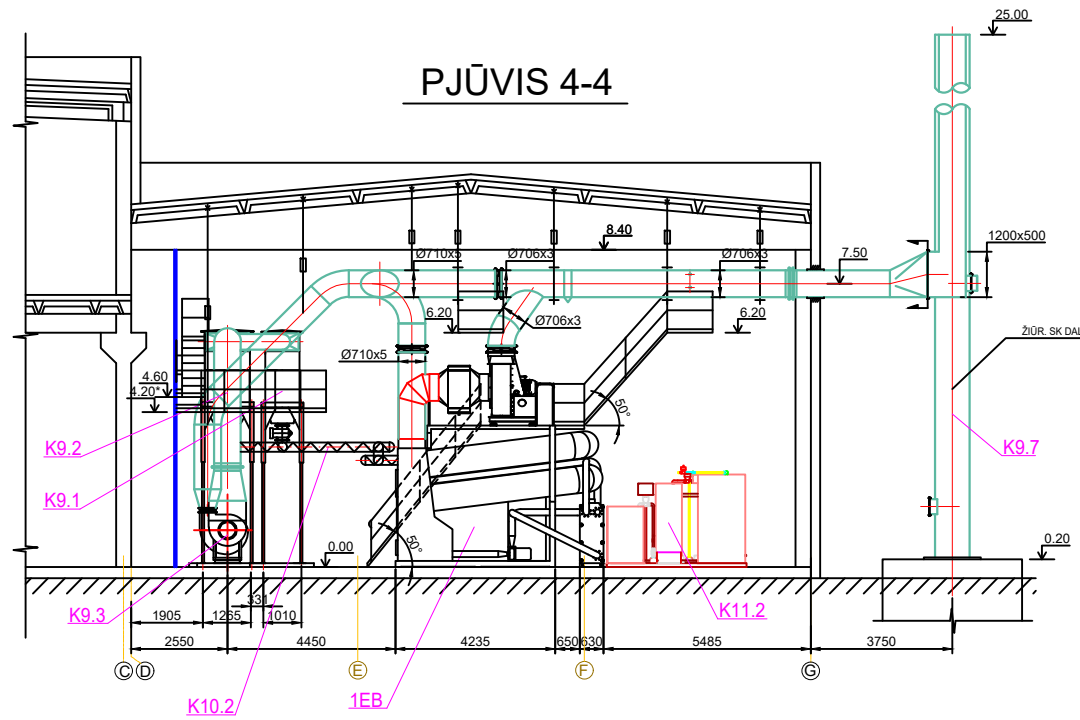 25.00
PJŪVIS 4-4
8.40
Ø710x5
Ø706x3
Ø706x3
7.50
1200x500
6.20
Ø706x3
6.20
ŽIŪR. SK DAL
Ø710x5
4.60
4.20*
50°
K9.2
K9.7
K9.1
50°
0.00
0.20
K9.3
331
K11.2
1905
1265
1010
2550
4450
4235
650
630
5485
3750
C
D
E
F
G
K10.2
1EB